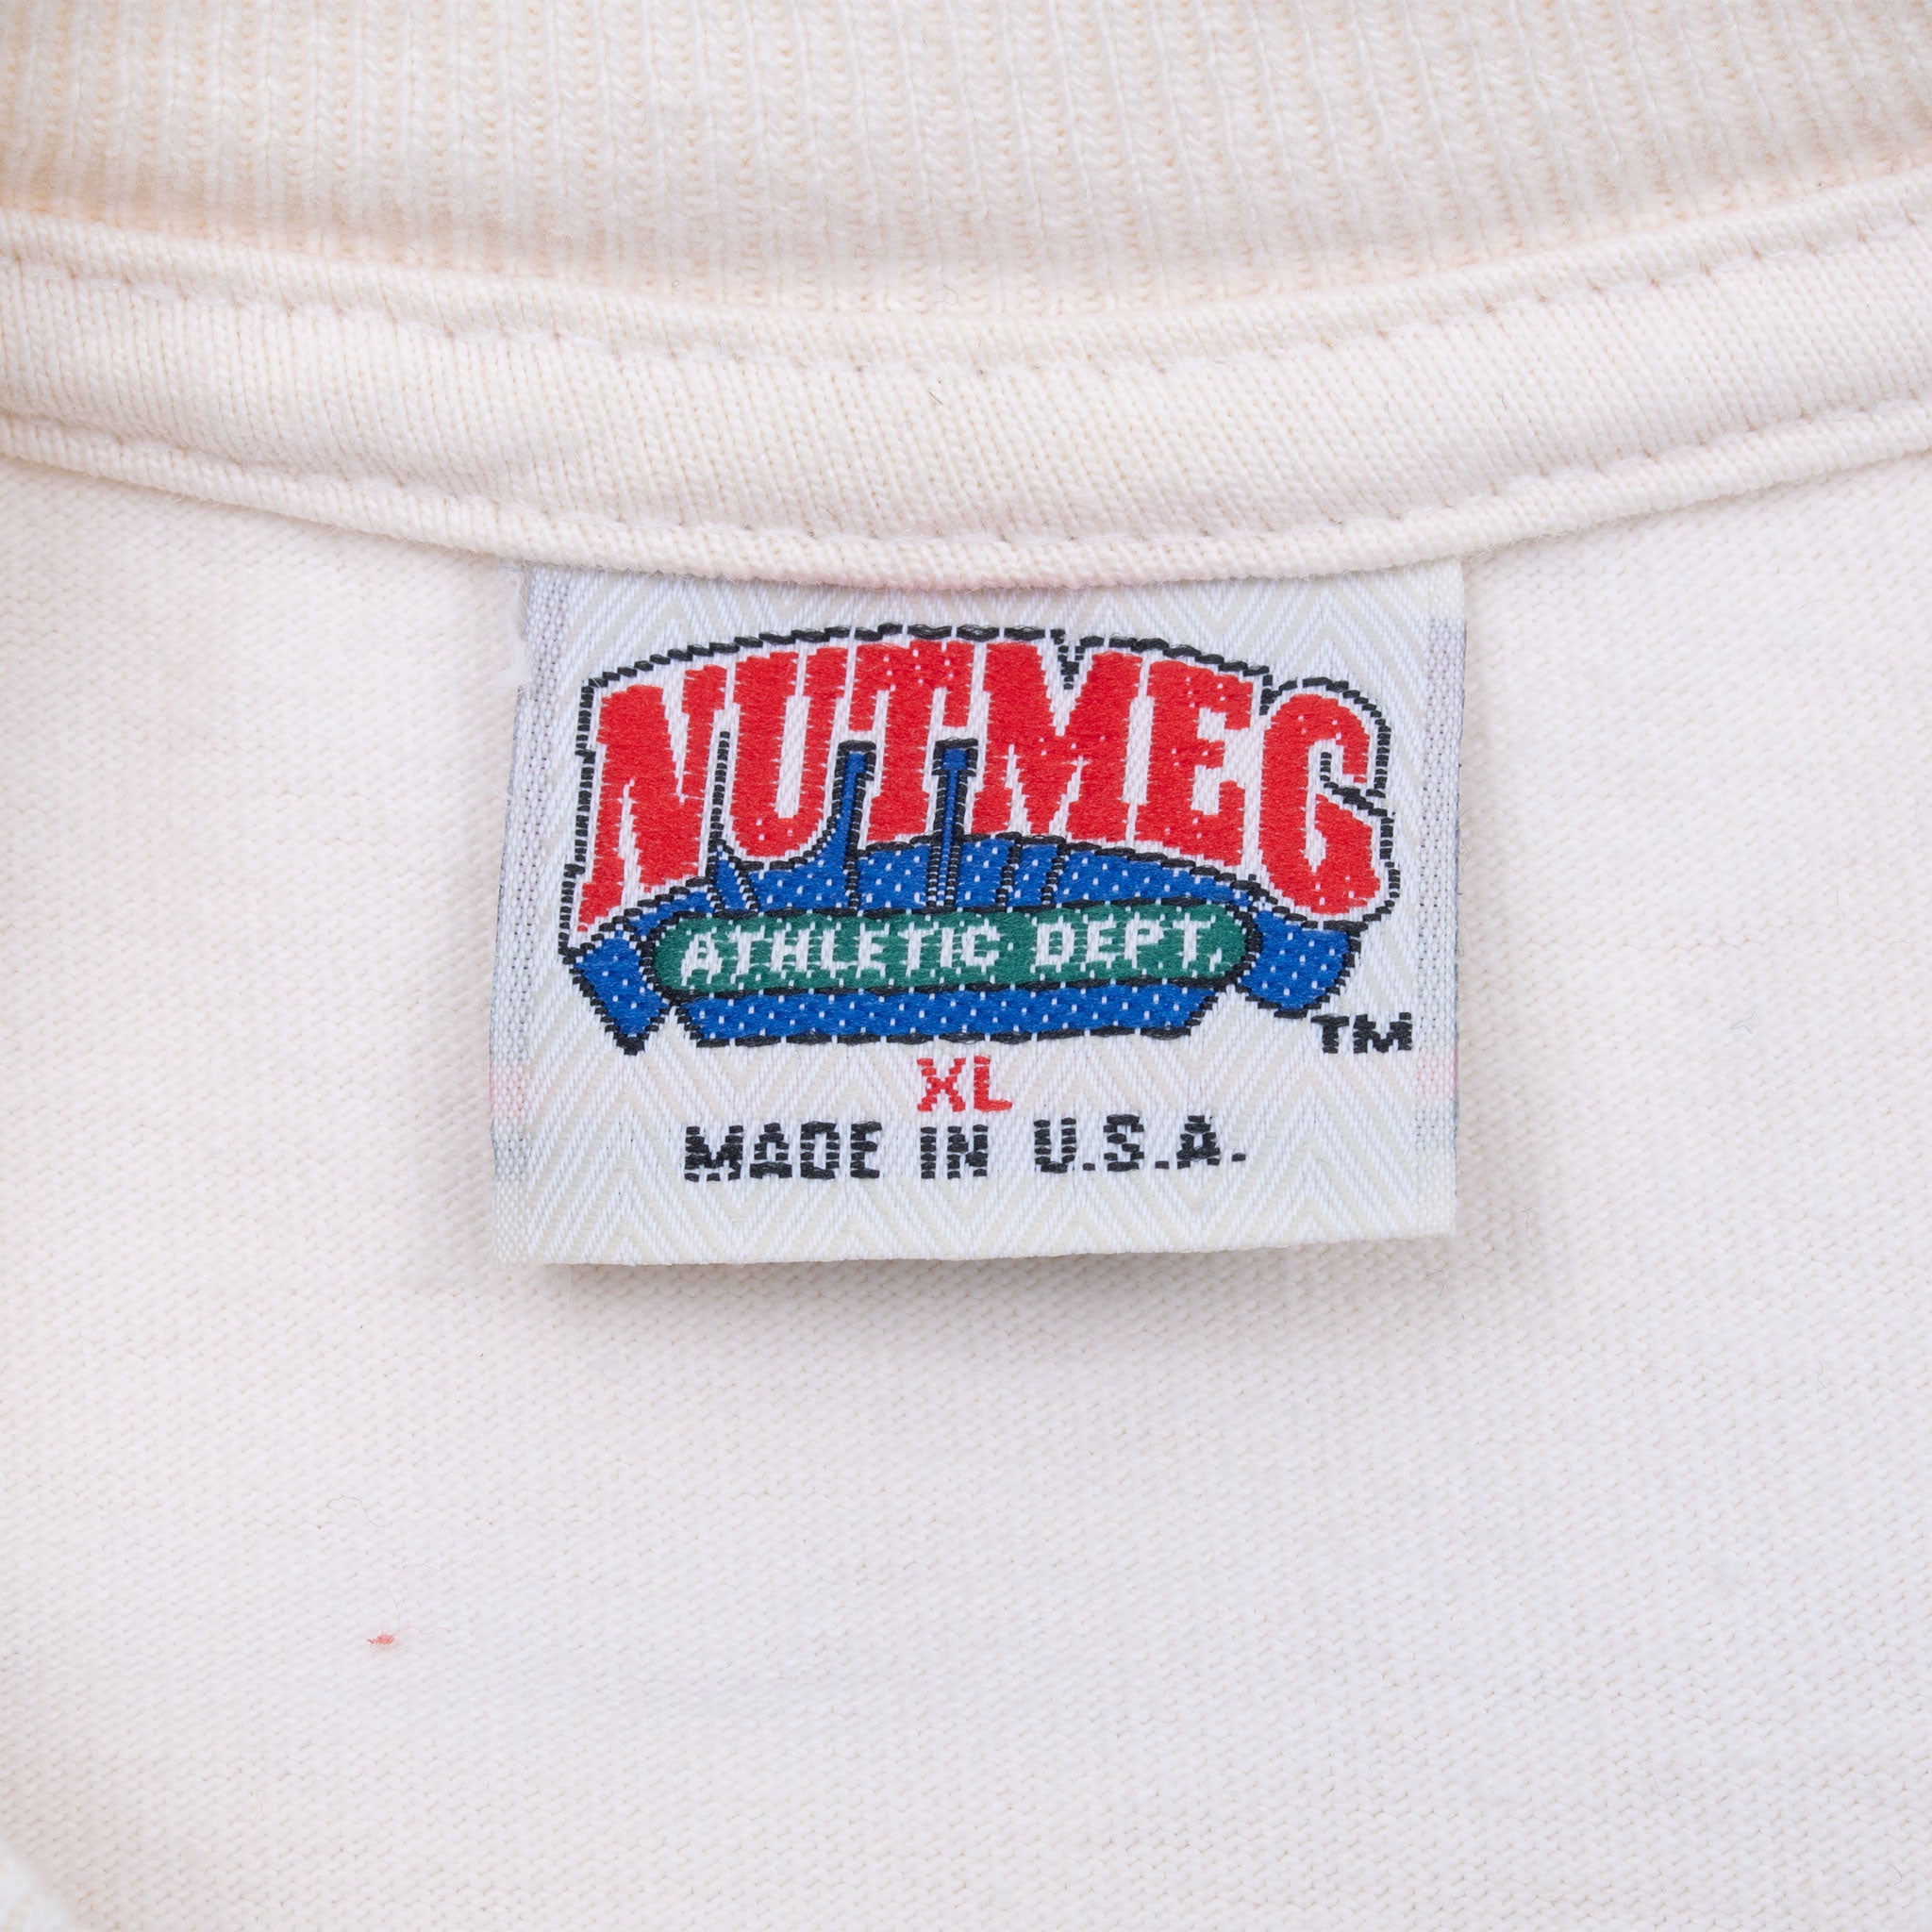 NUTMEG
ATHLETIC DEPT.
TM
XL
MADE IN U.S.A.